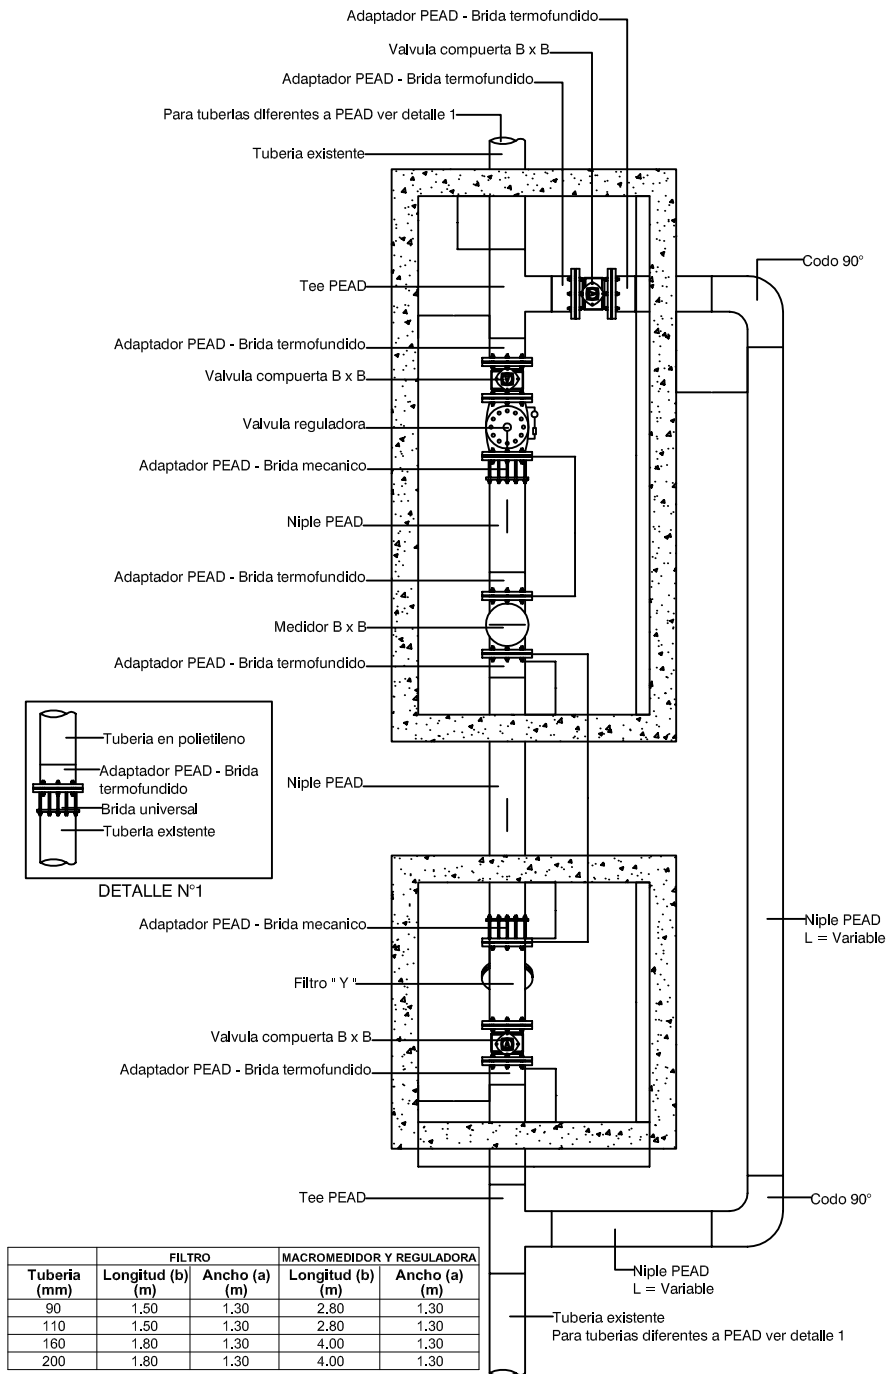 Adaptador PEAD - Brida termofundido
Valvula compuerta B x B
Adaptador PEAD - Brida termofundido
Para tuberías diferentes a PEAD ver detalle 1
Tuberia existente
Codo 90°
Tee PEAD
Adaptador PEAD - Brida termofundido
Valvula compuerta B x B
Valvula reguladora
Adaptador PEAD - Brida mecanico
Niple PEAD
Adaptador PEAD - Brida termofundido
Medidor B x B
Adaptador PEAD - Brida termofundido
Tuberia en polietileno
Adaptador PEAD - Brida
termofundido
Brida universal
Tubería existente
DETALLE N°1
Niple PEAD
Adaptador PEAD - Brida mecanico
Niple PEAD
L = Variable
Filtro " Y "
Valvula compuerta B x B
Adaptador PEAD - Brida termofundido
Tee PEAD
Codo 90°
Niple PEAD
L = Variable
Tuberia existente
Para tuberias diferentes a PEAD ver detalle 1
FILTRO MACROMEDIDOR Y REGULADORA
Tuberia (mm) Longitud (b) (m) Ancho (a) (m) Longitud (b) (m) Ancho (a) (m)
90 1.50 1.30 2.80 1.30
110 1.50 1.30 2.80 1.30
160 1.80 1.30 4.00 1.30
200 1.80 1.30 4.00 1.30